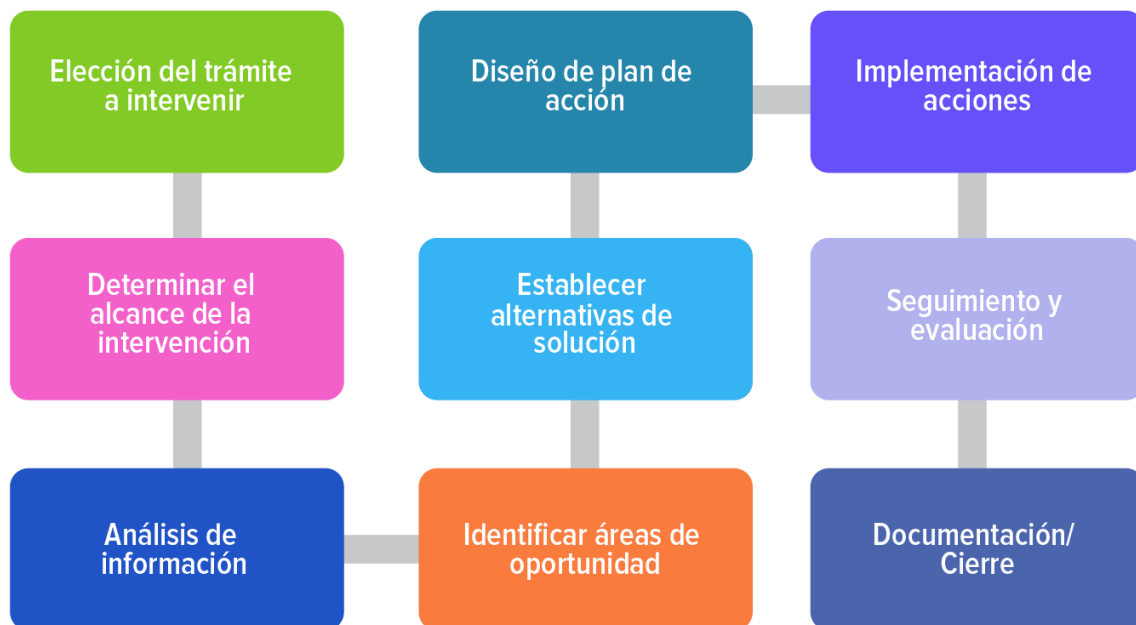 Elección del trámite
a intervenir
Determinar el
alcance de la
intervención
Análisis de
información
Identificar áreas de
oportunidad
Establecer
alternativas de
solución
Diseño de plan de
acción
Implementación de
acciones
Seguimiento y
evaluación
Documentación/
Cierre